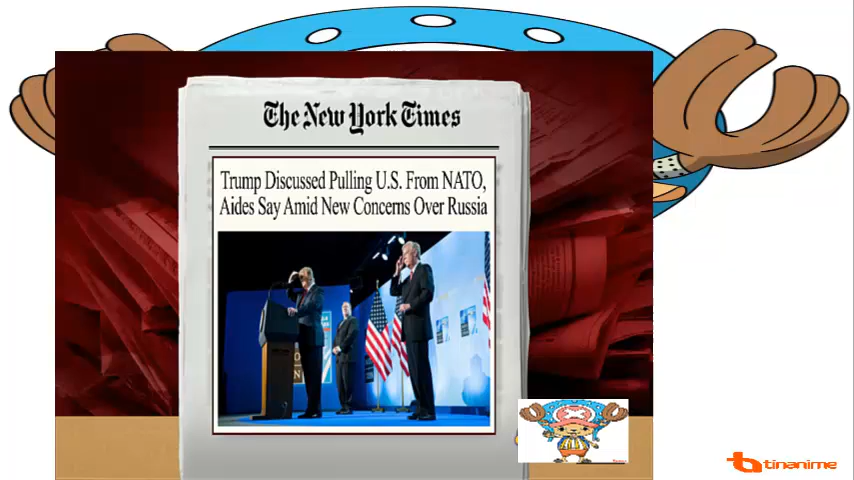 The New York Times
Trump Discussed Pulling U.S. From NATO,
Aides Say Amid New Concerns Over Russia
tinanime